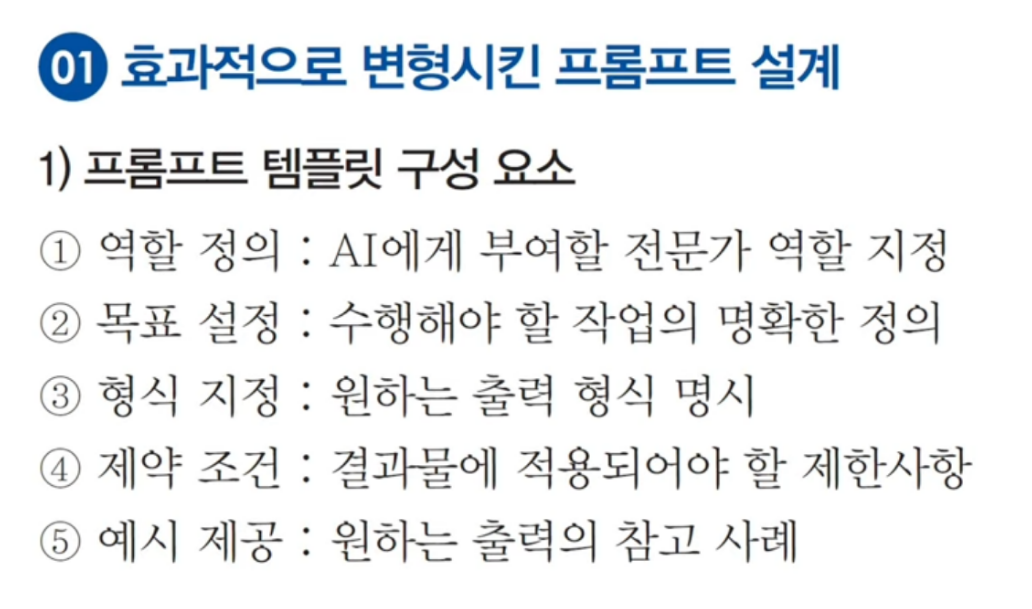 01 효과적으로 변형시킨 프롬프트 설계
1) 프롬프트 템플릿 구성 요소
① 역할 정의 : AI에게 부여할 전문가 역할 지정
② 목표 설정 : 수행해야 할 작업의 명확한 정의
③ 형식 지정 : 원하는 출력 형식 명시
④ 제약 조건 : 결과물에 적용되어야 할 제한사항
⑤ 예시 제공 : 원하는 출력의 참고 사례